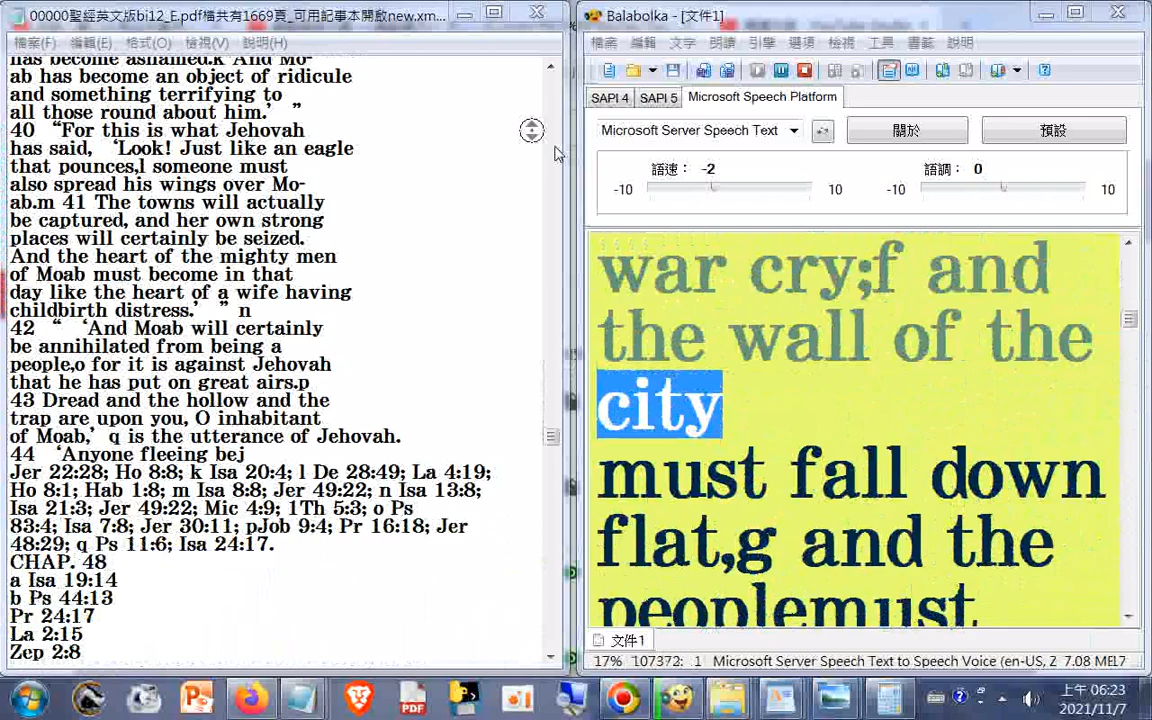 00000聖經英文版bi12_E.pdf檔共有1669頁_可用記事本開啟new.xm...
檔案(F) 編輯(E) 格式(O) 檢視(V) 說明(H)
has become ashamed.k And Mo-
ab has become an object of ridicule
and something terrifying to
all those round about him.’ ”
40 “For this is what Jehovah
has said, ‘Look! Just like an eagle
that pounces,l someone must
also spread his wings over Mo-
ab.m 41 The towns will actually
be captured, and her own strong
places will certainly be seized.
And the heart of the mighty men
of Moab must become in that
day like the heart of a wife having
childbirth distress.’ ” n
42 “ ‘And Moab will certainly
be annihilated from being a
people,o for it is against Jehovah
that he has put on great airs.p
43 Dread and the hollow and the
trap are upon you, O inhabitant
of Moab,’ q is the utterance of Jehovah.
44 ‘Anyone fleeing bej
Jer 22:28; Ho 8:8; k Isa 20:4; l De 28:49; La 4:19;
Ho 8:1; Hab 1:8; m Isa 8:8; Jer 49:22; n Isa 13:8;
Isa 21:3; Jer 49:22; Mic 4:9; 1Th 5:3; o Ps
83:4; Isa 7:8; Jer 30:11; pJob 9:4; Pr 16:18; Jer
48:29; q Ps 11:6; Isa 24:17.
CHAP. 48
a Isa 19:14
b Ps 44:13
Pr 24:17
La 2:15
Zep 2:8
Balabolka - [文件1]
檔案 編輯 文字 朗讀 引擎 選項 檢視 工具 書籤 說明
SAPI 4 SAPI 5 Microsoft Speech Platform
Microsoft Server Speech Text 關於 預設
語速： -2 語調： 0
-10 10 -10 10
war cry;f and
the wall of the
city
must fall down
flat,g and the
peoplemust
文件1
17% 107372: 1 Microsoft Server Speech Text to Speech Voice (en-US, Z 7.08 MEL7
上午 06:23
2021/11/7